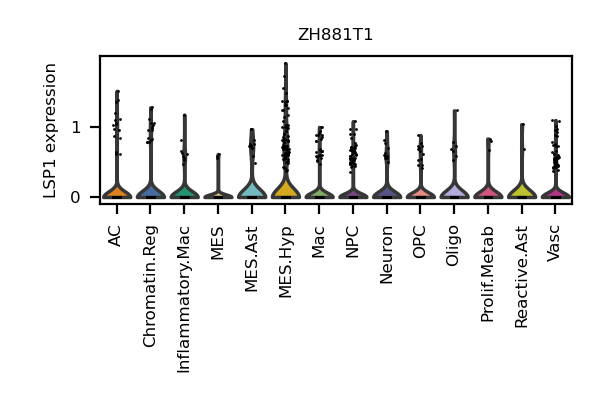 ZH881T1
LSP1 expression
1
0
AC
Chromatin.Reg
Inflammatory.Mac
MES
MES.Ast
MES.Hyp
Mac
NPC
Neuron
OPC
Oligo
Prolif.Metab
Reactive.Ast
Vasc